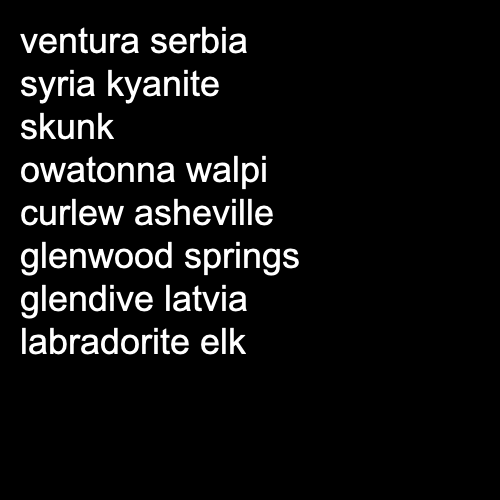 ventura serbia
syria kyanite
skunk
owatonna walpi
curlew asheville
glenwood springs
glendive latvia
labradorite elk